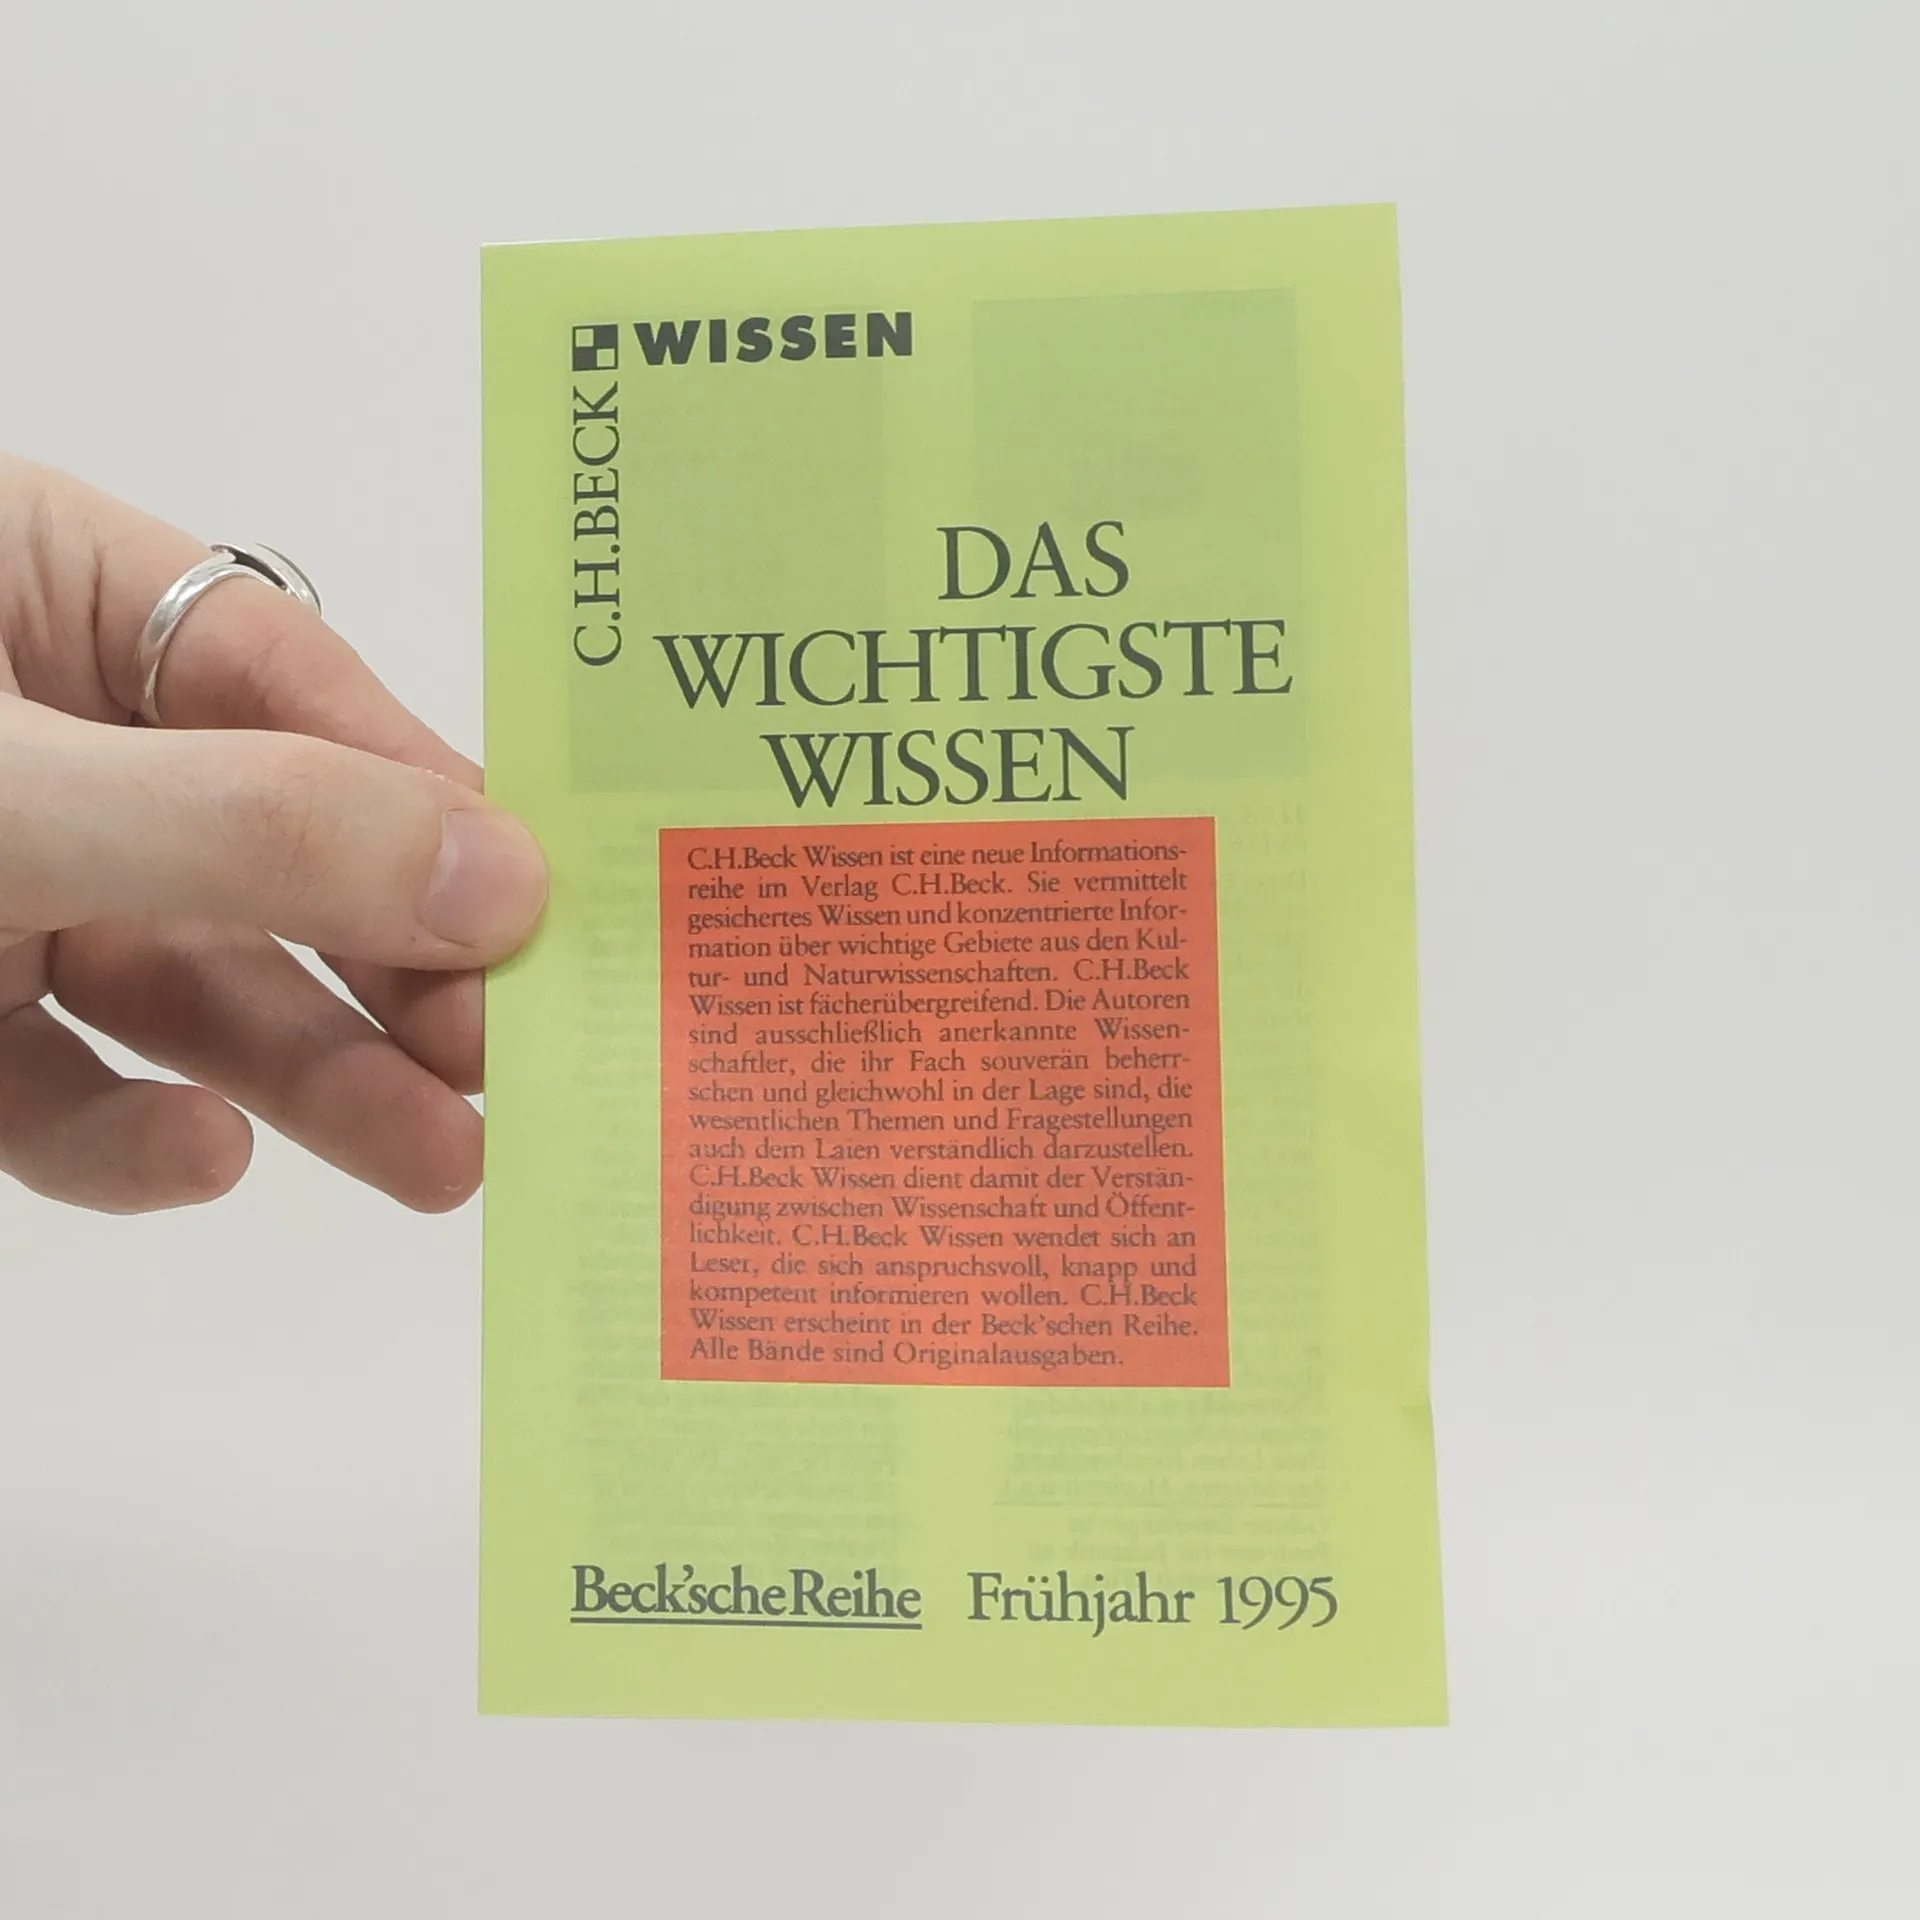 WISSEN
C.H.BECK
DAS
WICHTIGSTE
WISSEN
C.H.Beck Wissen ist eine neue Informations-
reihe im Verlag C.H.Beck. Sie vermittelt
gesichertes Wissen und konzentrierte Infor-
mation über wichtige Gebiete aus den Kul-
tur- und Naturwissenschaften. C.H.Beck
Wissen ist fächerübergreifend. Die Autoren
sind ausschließlich anerkannte Wissen-
schaftler, die ihr Fach souverän beherr-
schen und gleichwohl in der Lage sind, die
wesentlichen Themen und Fragestellungen
auch dem Laien verständlich darzustellen.
C.H.Beck Wissen dient damit der Verstän-
digung zwischen Wissenschaft und Öffent-
lichkeit. C.H.Beck Wissen wendet sich an
Leser, die sich anspruchsvoll, knapp und
kompetent informieren wollen. C.H.Beck
Wissen erscheint in der Beck'schen Reihe.
Alle Bände sind Originalausgaben.
Beck'sche Reihe Frühjahr 1995